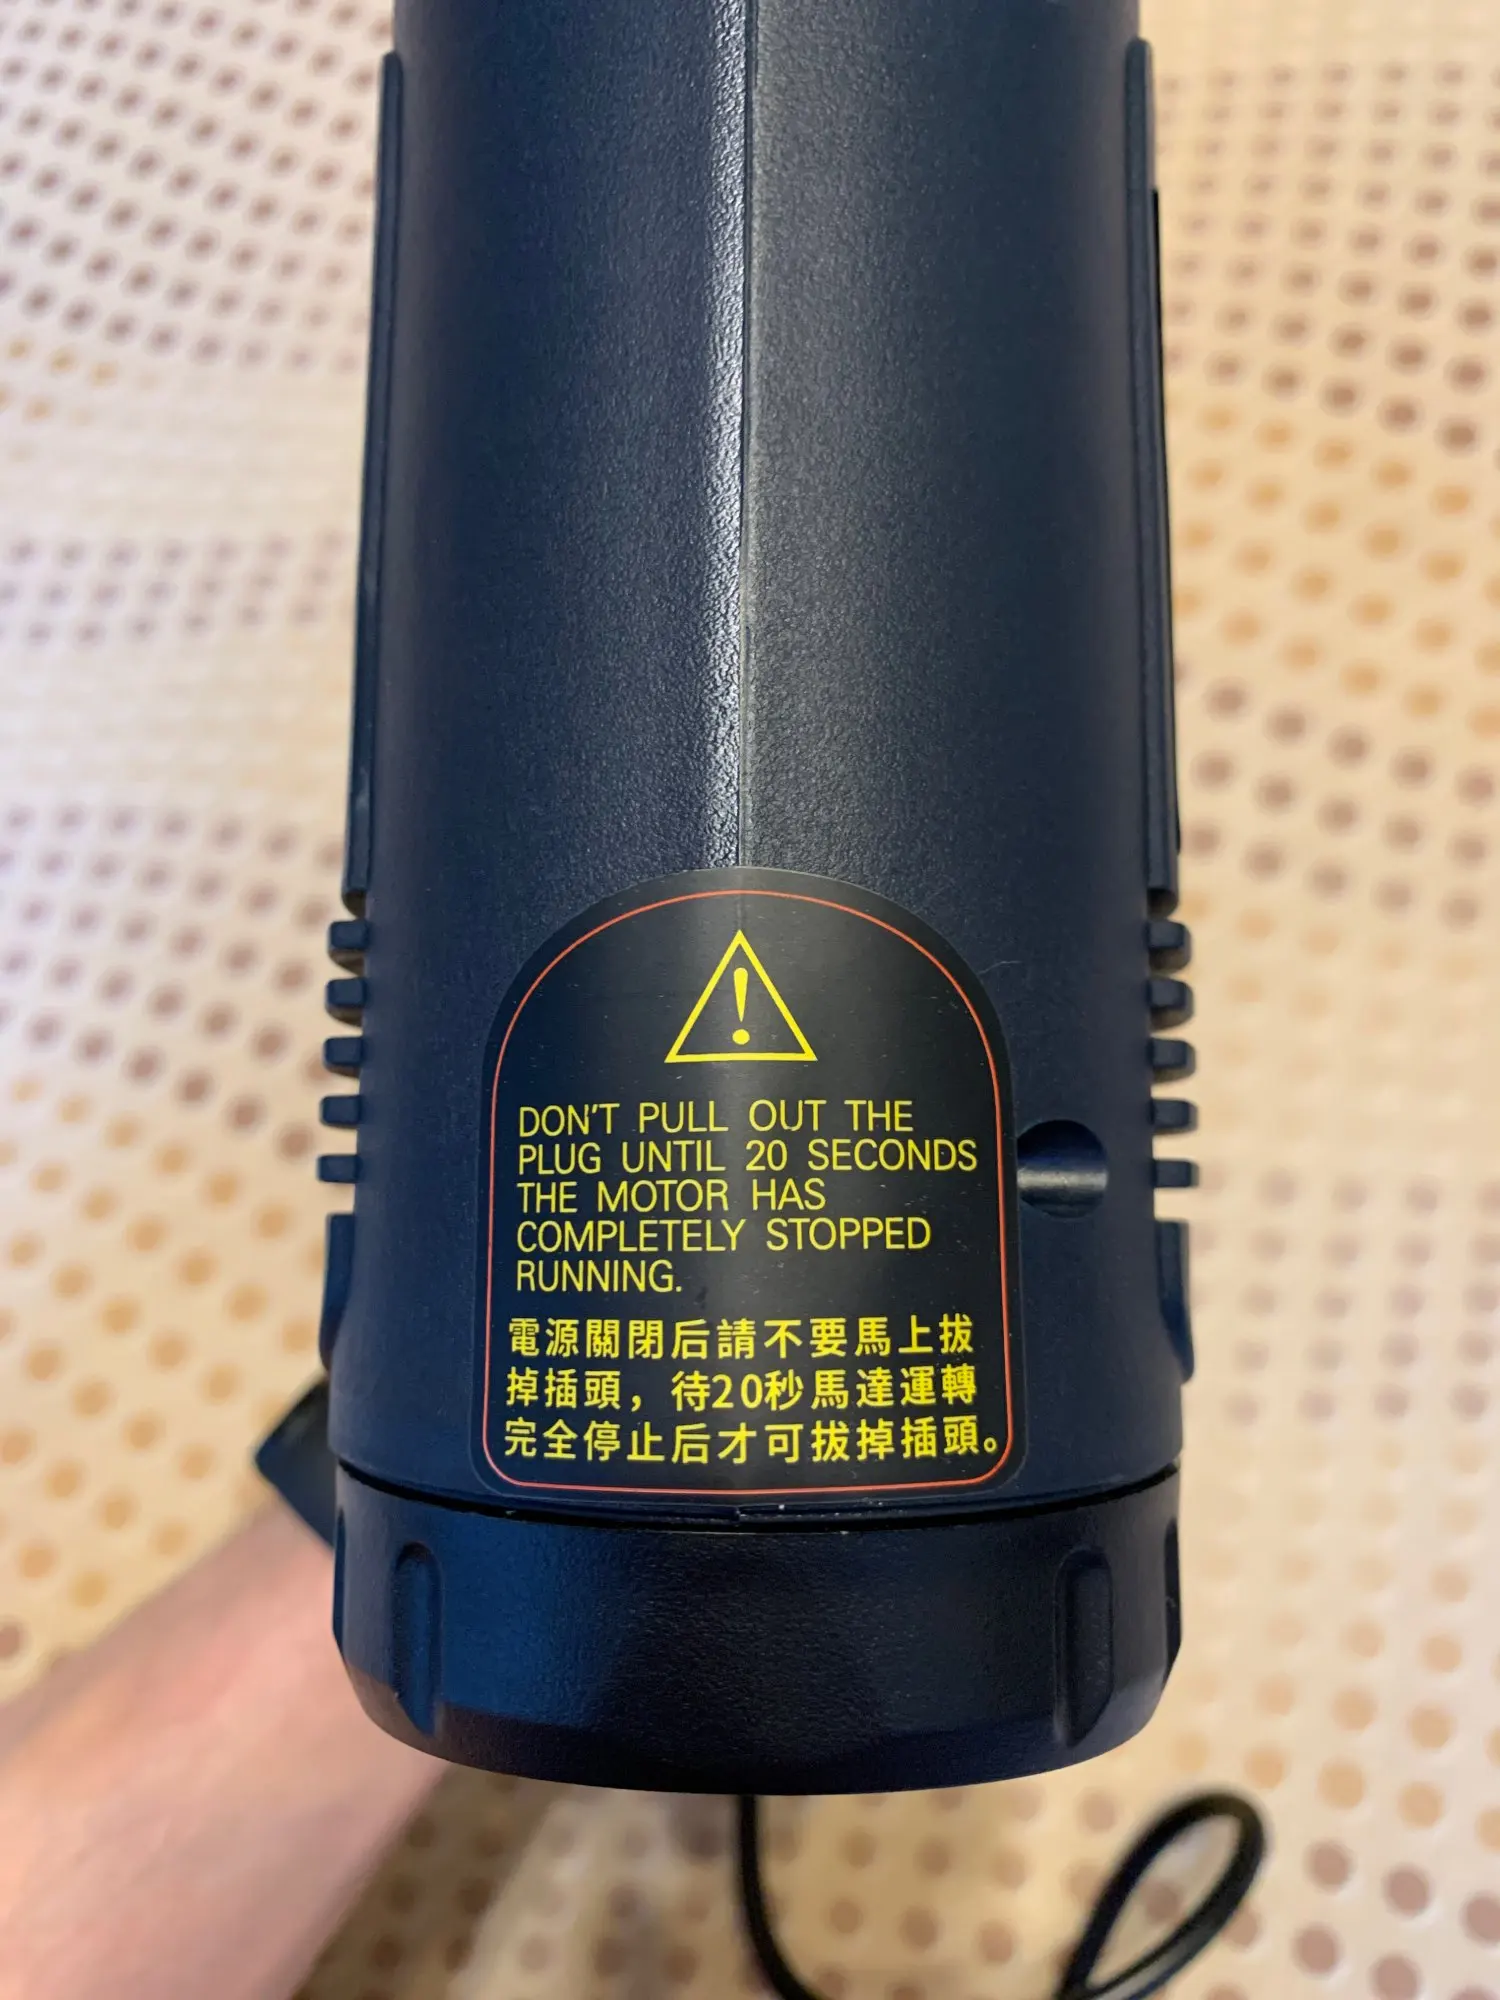 DON'T PULL OUT THE
PLUG UNTIL 20 SECONDS
THE MOTOR HAS
COMPLETELY STOPPED
RUNNING.
電源關閉后請不要馬上拔
掉插頭，待20秒馬達運轉
完全停止后才可拔掉插頭。